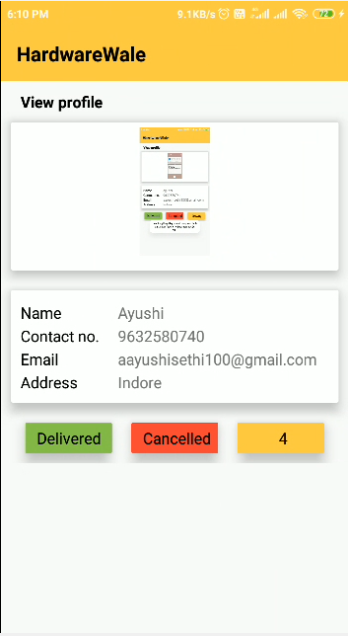 6:10 PM
9.1KB/s
HardwareWale
View profile
Name Ayushi
Contact no. 9632580740
Email aayushisethi100@gmail.com
Address Indore
Delivered Cancelled 4